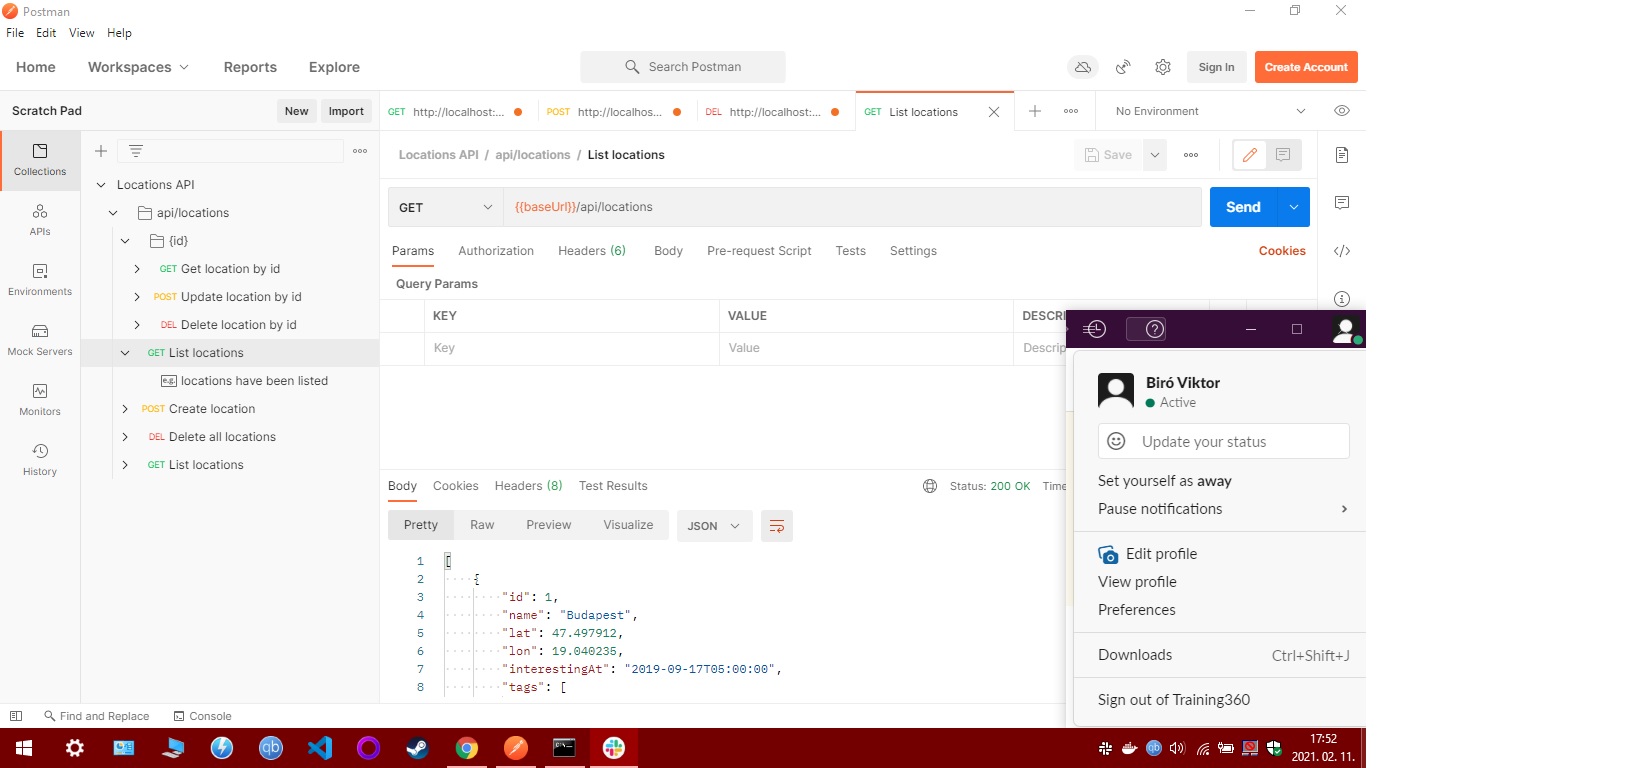 Postman
File Edit View Help
Home Workspaces Reports Explore Search Postman Sign In Create Account
Scratch Pad New Import
GET http://localhost:... POST http://localhos... DEL http://localhost:... GET List locations No Environment
Collections
APIs
Environments
Mock Servers
Monitors
History
Locations API
api/locations
{id}
GET Get location by id
POST Update location by id
DEL Delete location by id
GET List locations
e.g. locations have been listed
POST Create location
DEL Delete all locations
GET List locations
Locations API / api/locations / List locations Save
GET {{baseUrl}}/api/locations Send
Params Authorization Headers (6) Body Pre-request Script Tests Settings Cookies
Query Params
KEY VALUE DESCRI
Key Value Descrip
Body Cookies Headers (8) Test Results Status: 200 OK Time
Pretty Raw Preview Visualize JSON
1 [
2 {
3 "id": 1,
4 "name": "Budapest",
5 "lat": 47.497912,
6 "lon": 19.040235,
7 "interestingAt": "2019-09-17T05:00:00",
8 "tags": [
Biró Viktor
Active
Update your status
Set yourself as away
Pause notifications
Edit profile
View profile
Preferences
Downloads Ctrl+Shift+J
Sign out of Training360
Find and Replace Console
qb
qb
17:52
2021. 02. 11.